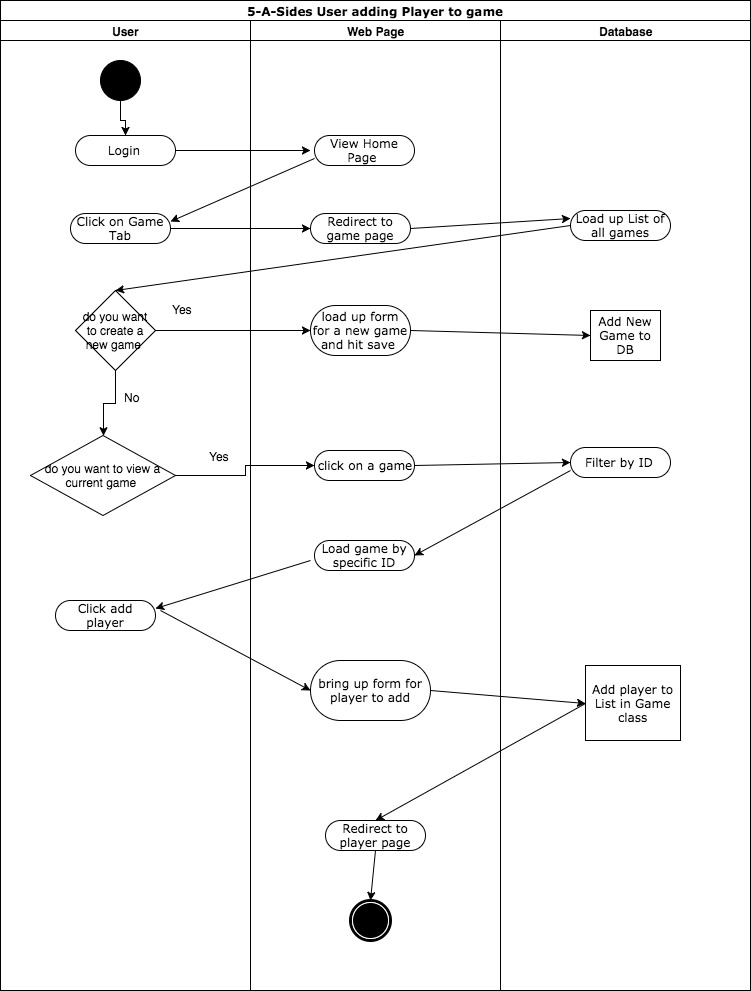 5-A-Sides User adding Player to game
User
Web Page
Database
Login
View Home
Page
Click on Game
Tab
Redirect to
game page
Load up List of
all games
do you want
to create a
new game
Yes
load up form
for a new game
and hit save
Add New
Game to
DB
No
do you want to view a
current game
Yes
click on a game
Filter by ID
Load game by
specific ID
Click add
player
bring up form for
player to add
Add player to
List in Game
class
Redirect to
player page